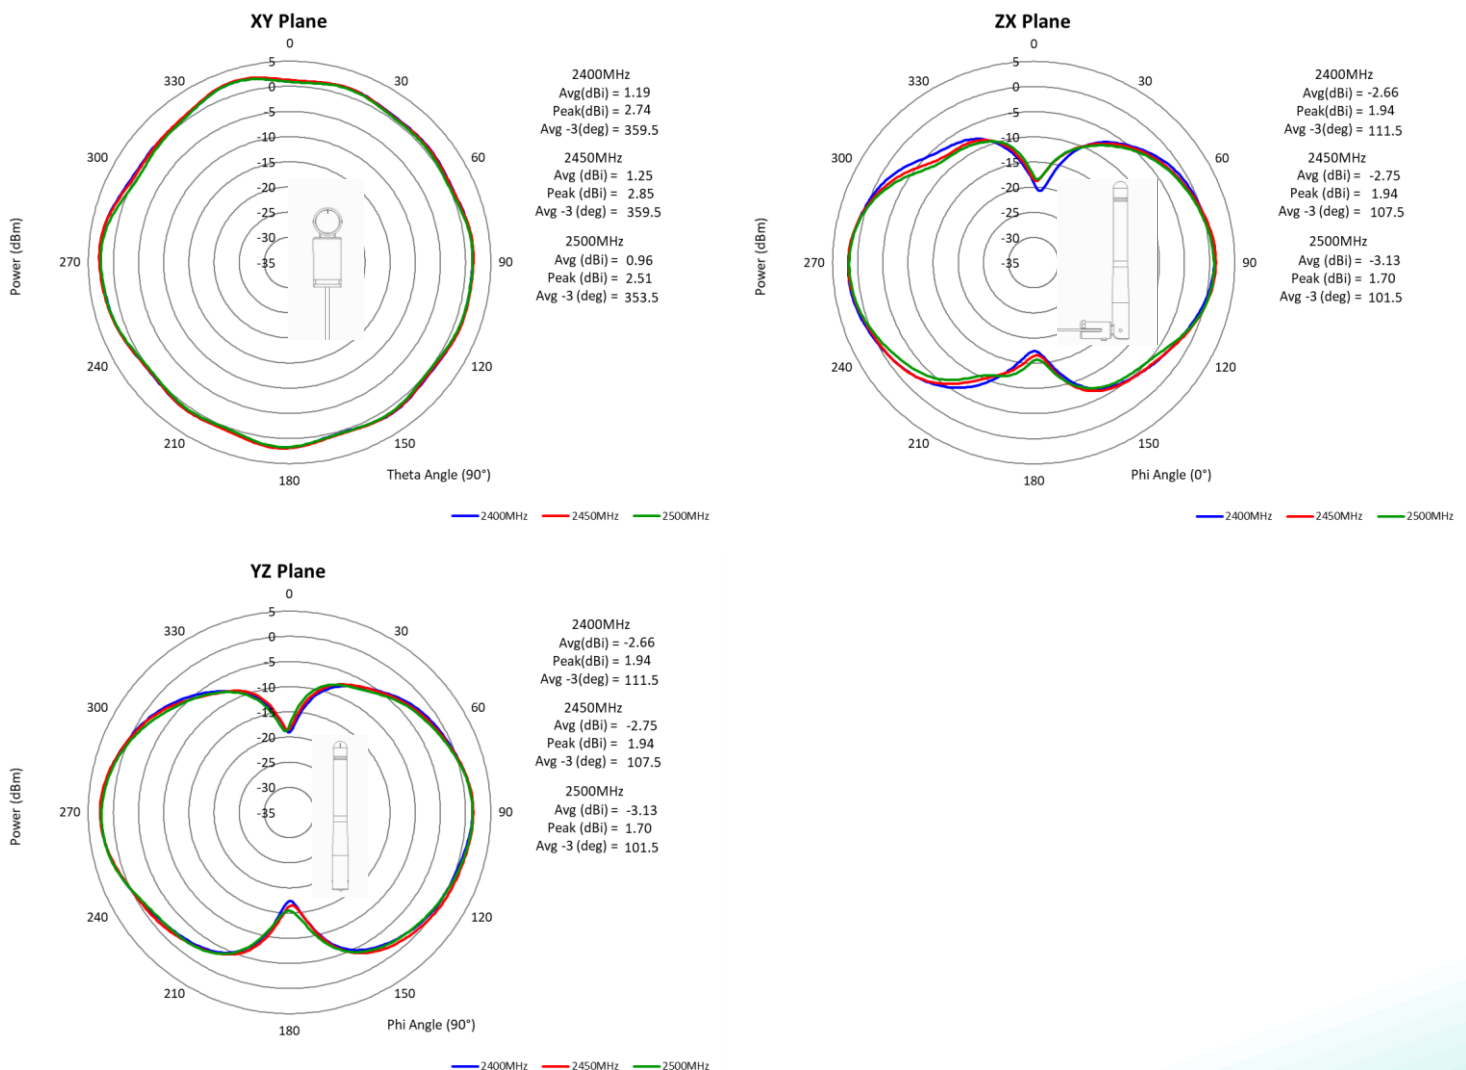 XY Plane
0
5
330
30
0
-5
-10
300
60
-15
-20
-25
-30
270
-35
90
240
120
210
150
180
Power (dBm)
Theta Angle (90°)
2400MHz
Avg(dBi) = 1.19
Peak(dBi) = 2.74
Avg -3(deg) = 359.5
2450MHz
Avg (dBi) = 1.25
Peak (dBi) = 2.85
Avg -3 (deg) = 359.5
2500MHz
Avg (dBi) = 0.96
Peak (dBi) = 2.51
Avg -3 (deg) = 353.5
2400MHz 2450MHz 2500MHz
ZX Plane
0
5
330
30
0
-5
-10
300
60
-15
-20
-25
-30
270
-35
90
240
120
210
150
180
Power (dBm)
Phi Angle (0°)
2400MHz
Avg(dBi) = -2.66
Peak(dBi) = 1.94
Avg -3(deg) = 111.5
2450MHz
Avg (dBi) = -2.75
Peak (dBi) = 1.94
Avg -3 (deg) = 107.5
2500MHz
Avg (dBi) = -3.13
Peak (dBi) = 1.70
Avg -3 (deg) = 101.5
2400MHz 2450MHz 2500MHz
YZ Plane
0
5
330
30
0
-5
-10
300
60
-15
-20
-25
-30
270
-35
90
240
120
210
150
180
Power (dBm)
Phi Angle (90°)
2400MHz
Avg(dBi) = -2.66
Peak(dBi) = 1.94
Avg -3(deg) = 111.5
2450MHz
Avg (dBi) = -2.75
Peak (dBi) = 1.94
Avg -3 (deg) = 107.5
2500MHz
Avg (dBi) = -3.13
Peak (dBi) = 1.70
Avg -3 (deg) = 101.5
2400MHz 2450MHz 2500MHz